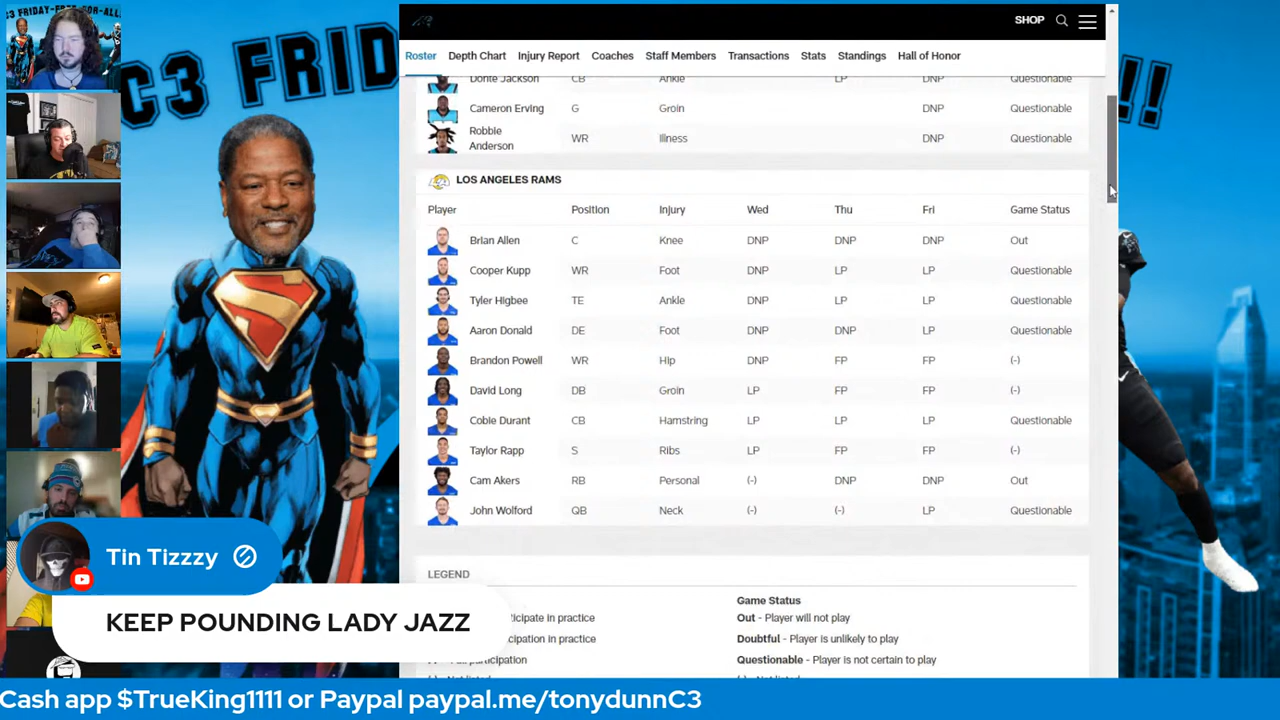 C3 FRIDAY-FREE-FOR-ALL
C3 FRID
!!
SHOP
Roster Depth Chart Injury Report Coaches Staff Members Transactions Stats Standings Hall of Honor
Donte Jackson CB Ankle LP DNP Questionable
Cameron Erving G Groin DNP Questionable
Robbie Anderson WR Illness DNP Questionable
LOS ANGELES RAMS
Player Position Injury Wed Thu Fri Game Status
Brian Allen C Knee DNP DNP DNP Out
Cooper Kupp WR Foot DNP LP LP Questionable
Tyler Higbee TE Ankle DNP LP LP Questionable
Aaron Donald DE Foot DNP DNP LP Questionable
Brandon Powell WR Hip DNP FP FP (-)
David Long DB Groin LP FP FP (-)
Cobie Durant CB Hamstring LP LP LP Questionable
Taylor Rapp S Ribs LP FP FP (-)
Cam Akers RB Personal (-) DNP DNP Out
John Wolford QB Neck (-) (-) LP Questionable
LEGEND
Game Status
ticipate in practice Out - Player will not play
cipation in practice Doubtful - Player is unlikely to play
participation Questionable - Player is not certain to play
Tin Tizzzy
KEEP POUNDING LADY JAZZ
Cash app $TrueKing1111 or Paypal paypal.me/tonydunnC3